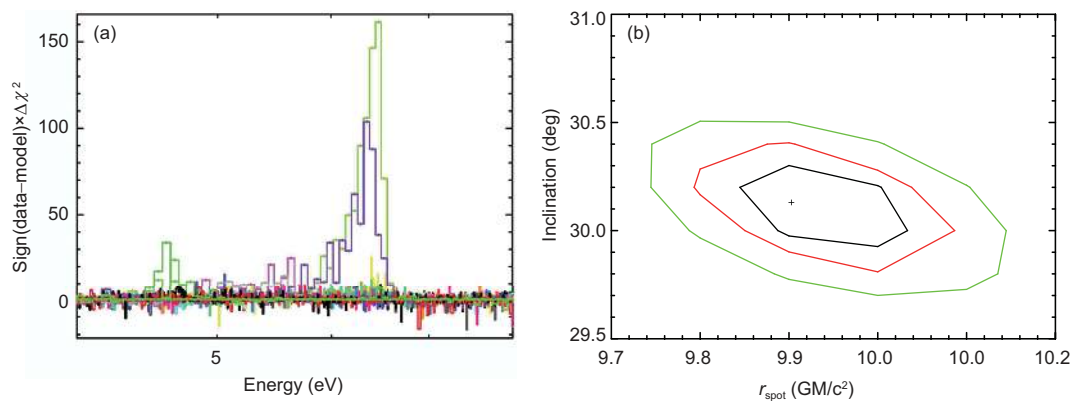 (a)
150
100
50
0
Sign(data–model)×Δχ²
5
Energy (eV)
(b)
31.0
30.5
30.0
29.5
Inclination (deg)
9.7 9.8 9.9 10.0 10.0 10.2
r_spot (GM/c²)